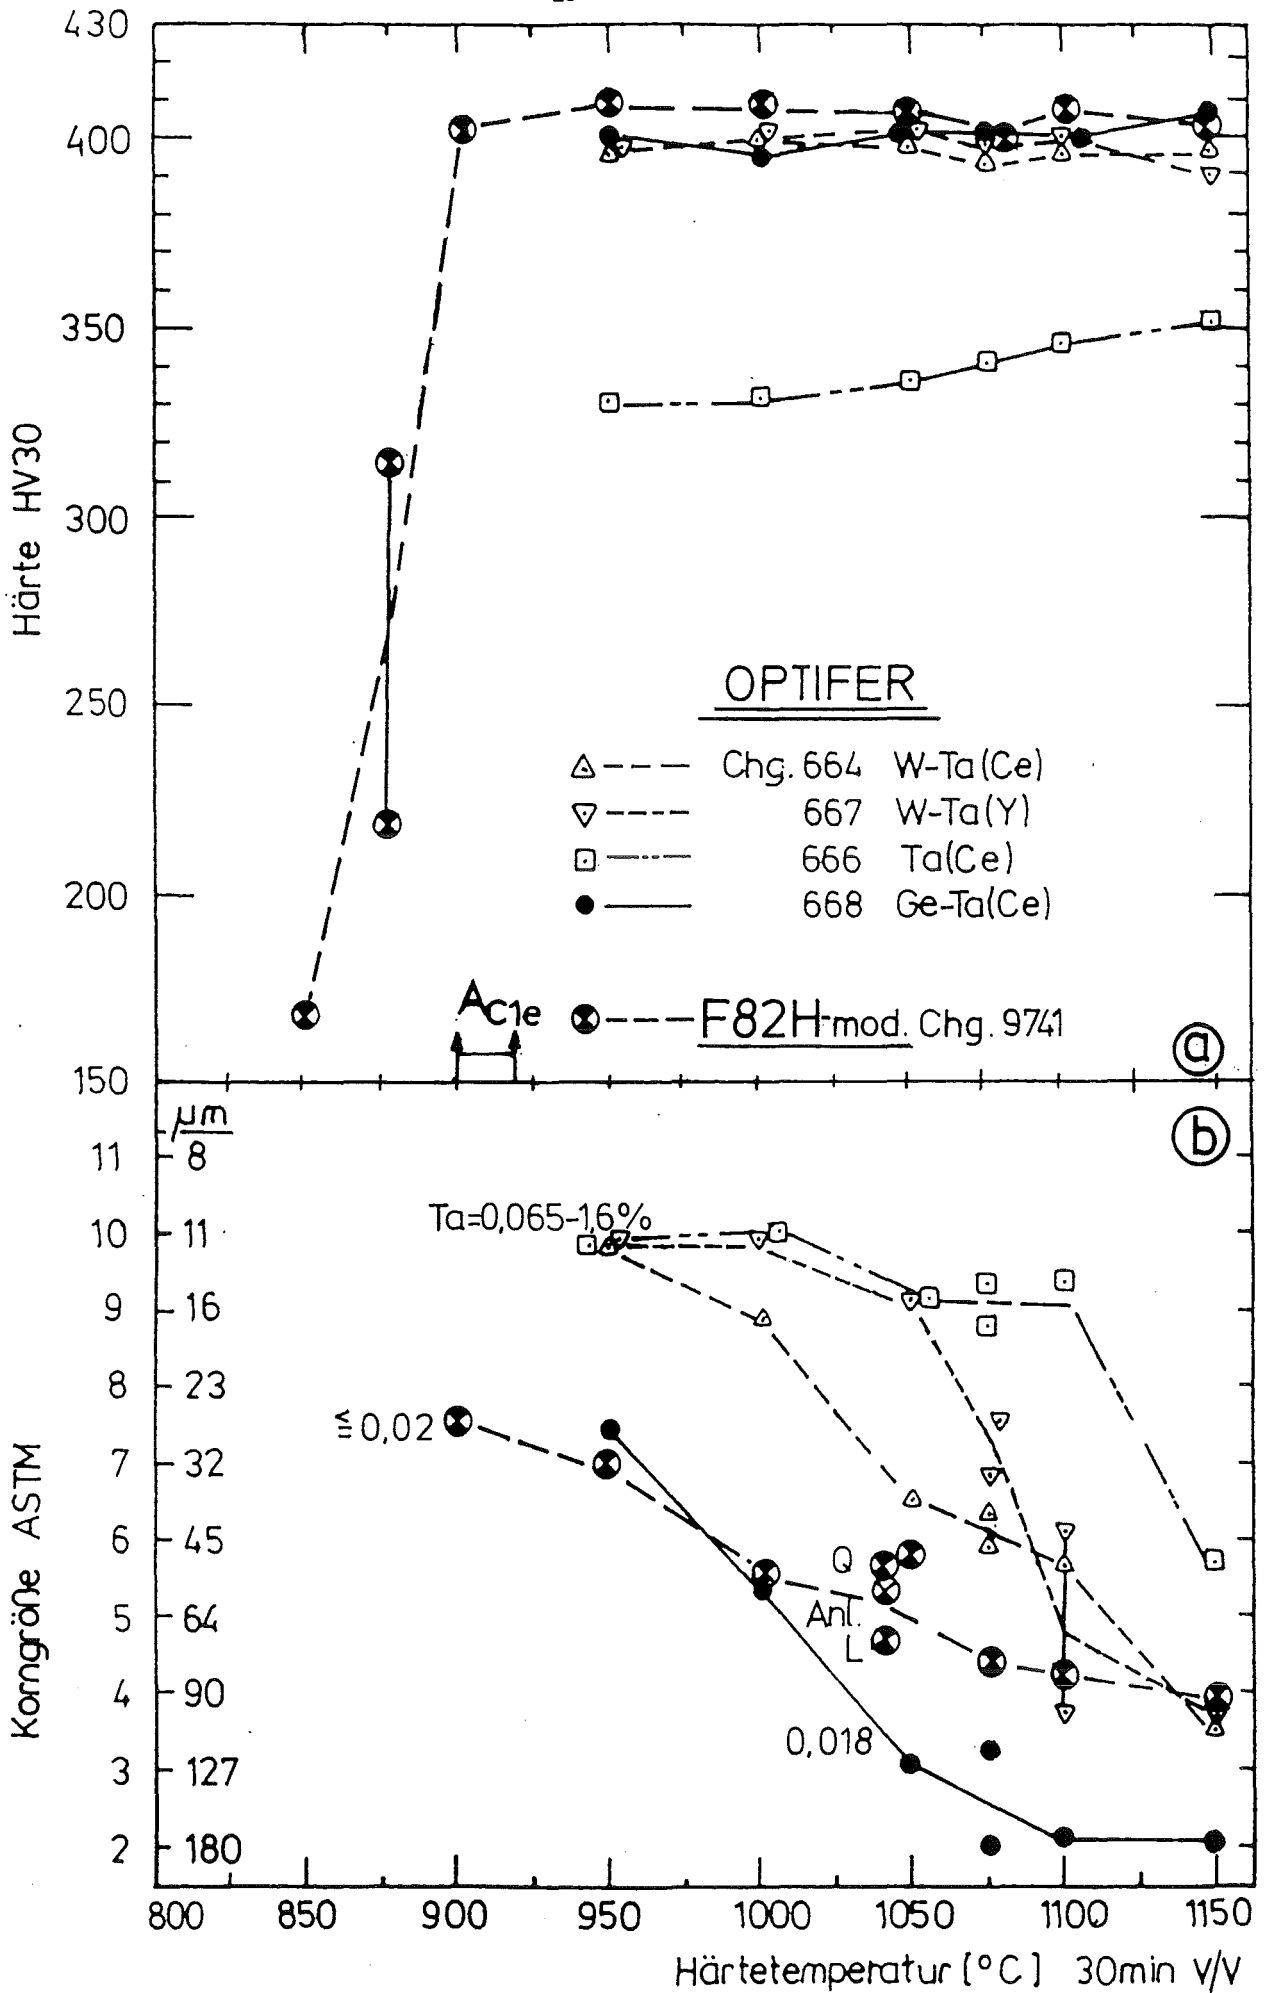 430
400
350
300
250
200
150
Härte HV30
OPTIFER
Chg. 664 W-Ta(Ce)
667 W-Ta(Y)
666 Ta(Ce)
668 Ge-Ta(Ce)
AC1e
F82H-mod. Chg. 9741
a
b
µm
11 8
10 11
9 16
8 23
7 32
6 45
5 64
4 90
3 127
2 180
Korngröße ASTM
Ta=0,065-1,6%
≦0,02
Q
Anl.
L
0,018
800 850 900 950 1000 1050 1100 1150
Härtetemperatur [°C] 30min V/V